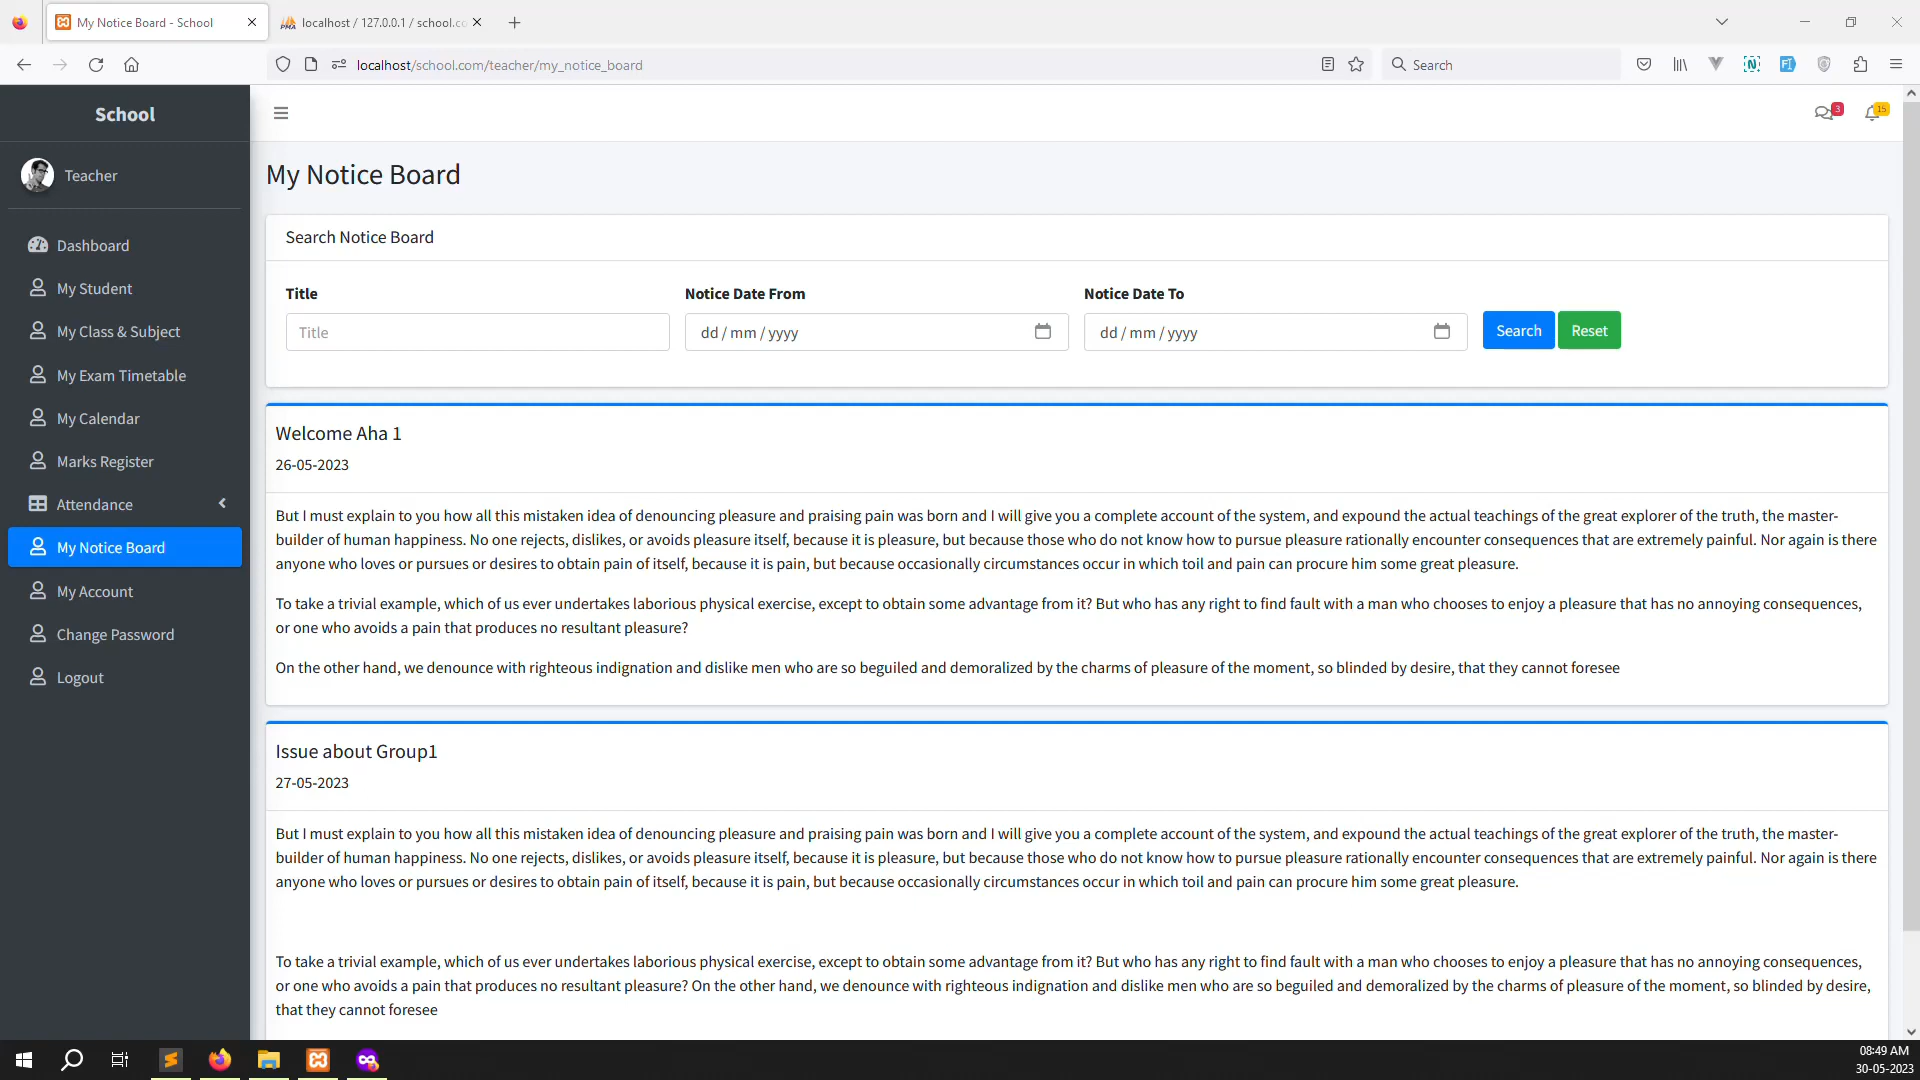 My Notice Board - School
localhost / 127.0.0.1 / school.co
localhost/school.com/teacher/my_notice_board
Search
School
3
15
Teacher
Dashboard
My Student
My Class & Subject
My Exam Timetable
My Calendar
Marks Register
Attendance
My Notice Board
My Account
Change Password
Logout
My Notice Board
Search Notice Board
Title
Notice Date From
Notice Date To
Title
dd / mm / yyyy
dd / mm / yyyy
Search
Reset
Welcome Aha 1
26-05-2023
But I must explain to you how all this mistaken idea of denouncing pleasure and praising pain was born and I will give you a complete account of the system, and expound the actual teachings of the great explorer of the truth, the master-
builder of human happiness. No one rejects, dislikes, or avoids pleasure itself, because it is pleasure, but because those who do not know how to pursue pleasure rationally encounter consequences that are extremely painful. Nor again is there
anyone who loves or pursues or desires to obtain pain of itself, because it is pain, but because occasionally circumstances occur in which toil and pain can procure him some great pleasure.
To take a trivial example, which of us ever undertakes laborious physical exercise, except to obtain some advantage from it? But who has any right to find fault with a man who chooses to enjoy a pleasure that has no annoying consequences,
or one who avoids a pain that produces no resultant pleasure?
On the other hand, we denounce with righteous indignation and dislike men who are so beguiled and demoralized by the charms of pleasure of the moment, so blinded by desire, that they cannot foresee
Issue about Group1
27-05-2023
But I must explain to you how all this mistaken idea of denouncing pleasure and praising pain was born and I will give you a complete account of the system, and expound the actual teachings of the great explorer of the truth, the master-
builder of human happiness. No one rejects, dislikes, or avoids pleasure itself, because it is pleasure, but because those who do not know how to pursue pleasure rationally encounter consequences that are extremely painful. Nor again is there
anyone who loves or pursues or desires to obtain pain of itself, because it is pain, but because occasionally circumstances occur in which toil and pain can procure him some great pleasure.
To take a trivial example, which of us ever undertakes laborious physical exercise, except to obtain some advantage from it? But who has any right to find fault with a man who chooses to enjoy a pleasure that has no annoying consequences,
or one who avoids a pain that produces no resultant pleasure? On the other hand, we denounce with righteous indignation and dislike men who are so beguiled and demoralized by the charms of pleasure of the moment, so blinded by desire,
that they cannot foresee
08:49 AM
30-05-2023